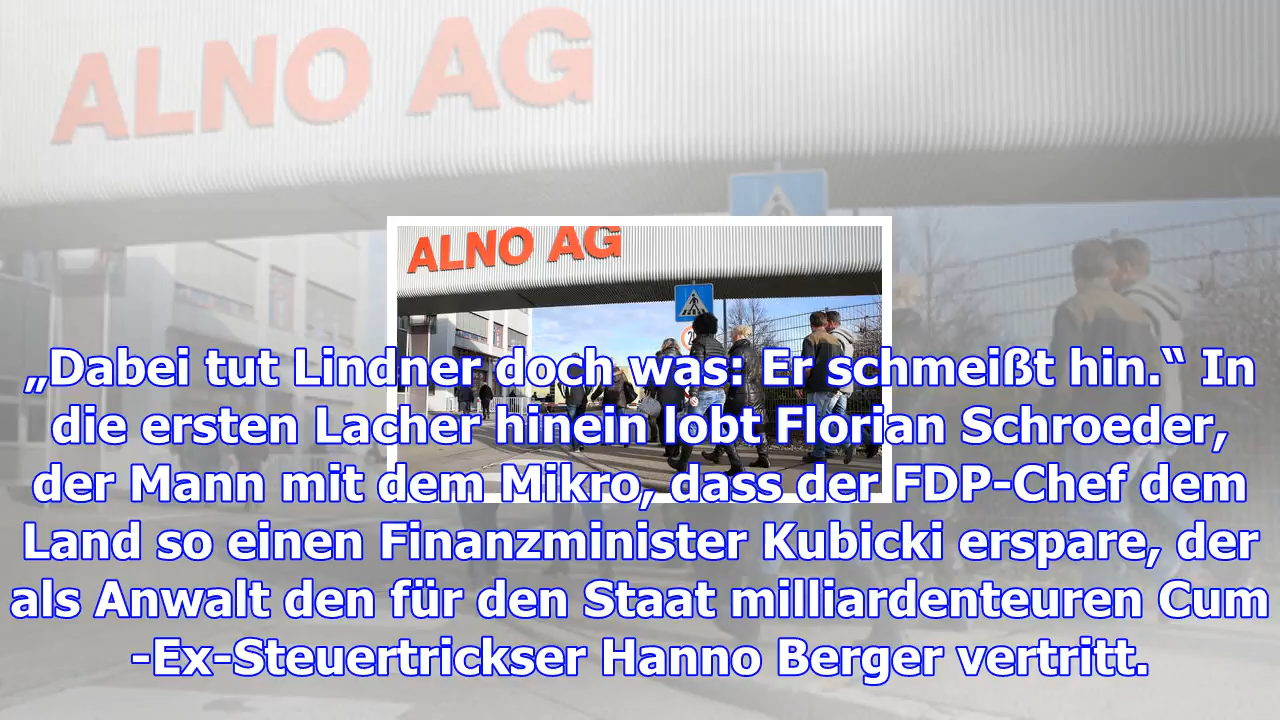 ALNO AG
ALNO AG
„Dabei tut Lindner doch was: Er schmeißt hin.“ In
die ersten Lacher hinein lobt Florian Schroeder,
der Mann mit dem Mikro, dass der FDP-Chef dem
Land so einen Finanzminister Kubicki erspare, der
als Anwalt den für den Staat milliardenteuren Cum
-Ex-Steuertrickser Hanno Berger vertritt.